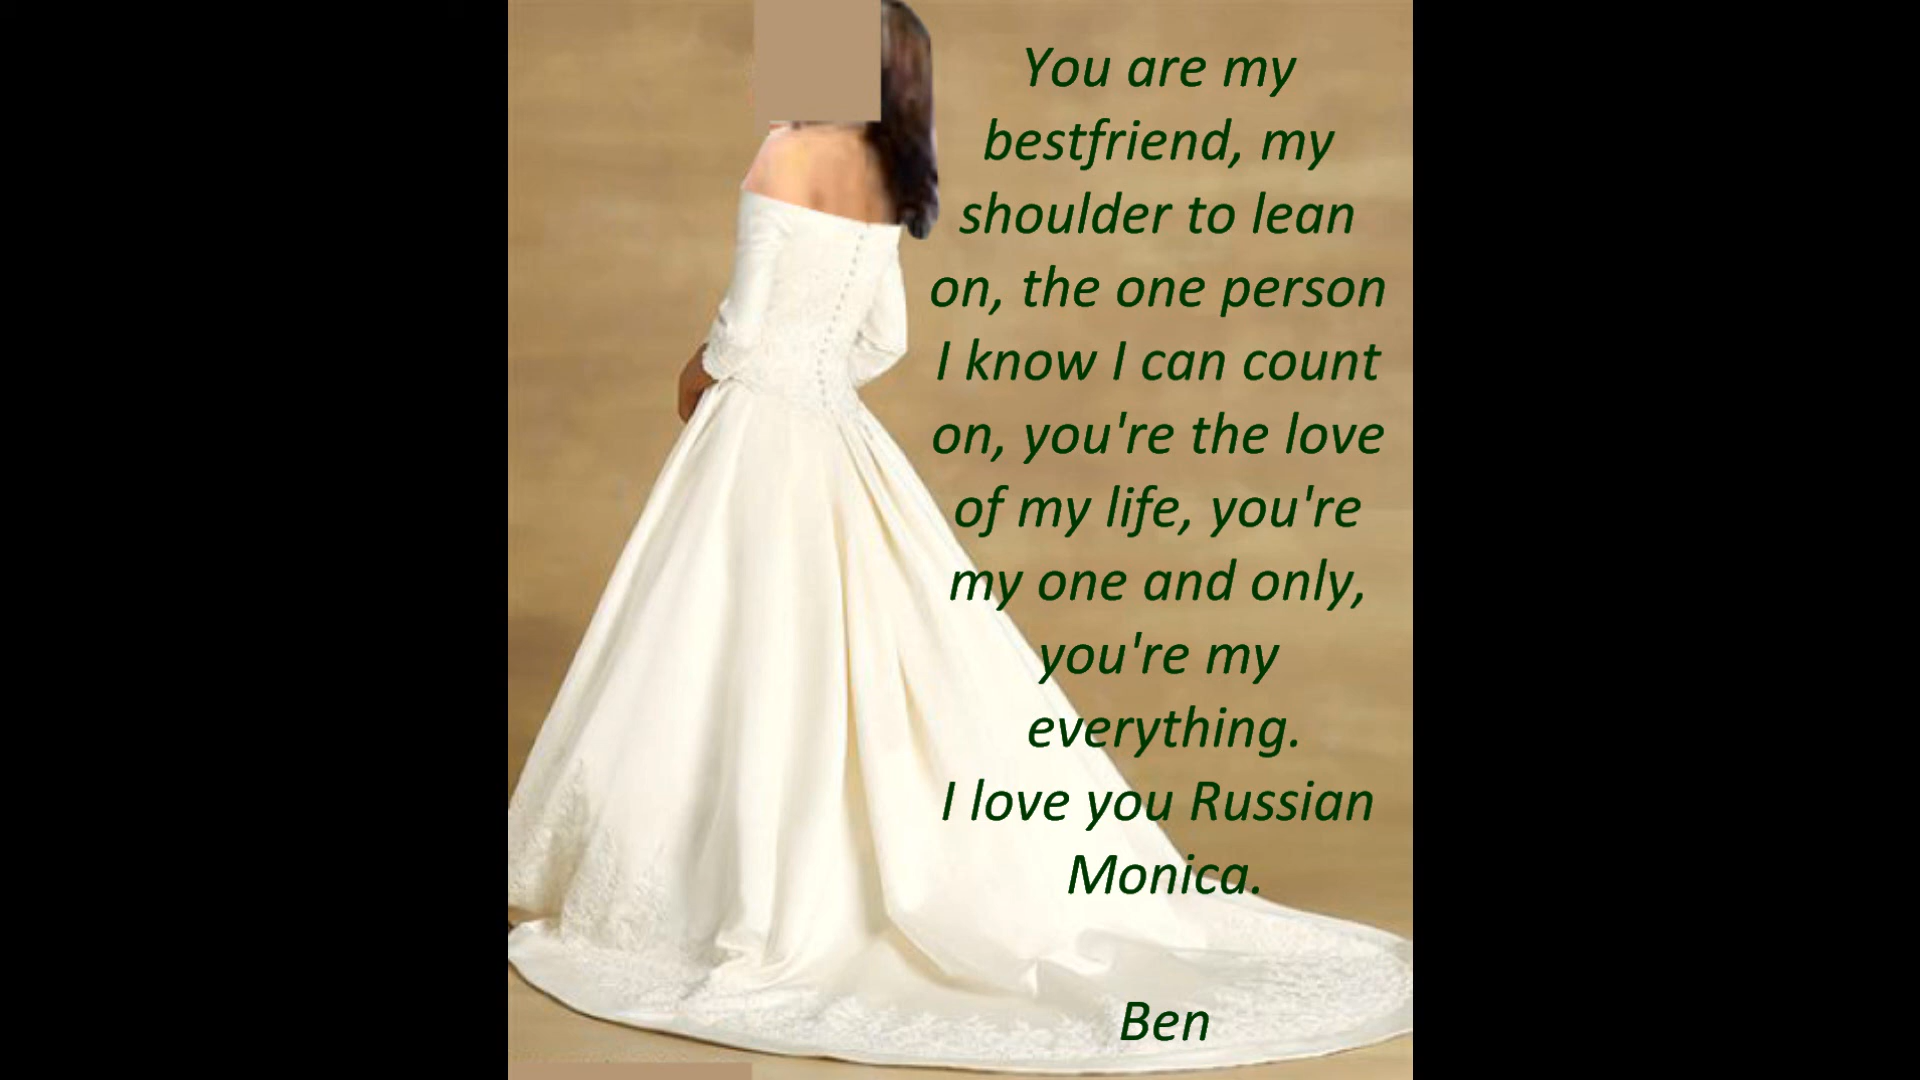 You are my
bestfriend, my
shoulder to lean
on, the one person
I know I can count
on, you're the love
of my life, you're
my one and only,
you're my
everything.
I love you Russian
Monica.
Ben